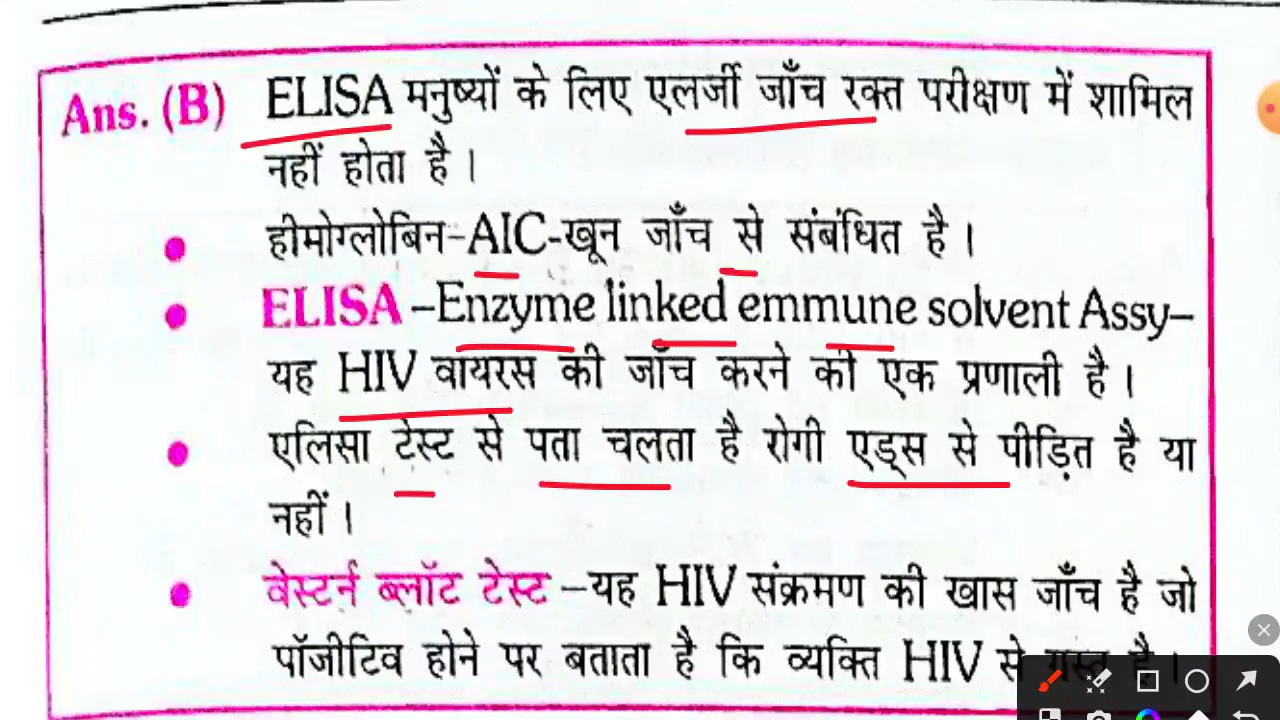 Ans. (B) ELISA मनुष्यों के लिए एलर्जी जाँच रक्त परीक्षण में शामिल
नहीं होता है।
हीमोग्लोबिन-AIC-खून जाँच से संबंधित है।
ELISA –Enzyme linked emmune solvent Assy–
यह HIV वायरस की जाँच करने की एक प्रणाली है।
एलिसा टेस्ट से पता चलता है रोगी एड्स से पीड़ित है या
नहीं।
वेस्टर्न ब्लॉट टेस्ट –यह HIV संक्रमण की खास जाँच है जो
पॉजीटिव होने पर बताता है कि व्यक्ति HIV से ग्रस्त है।